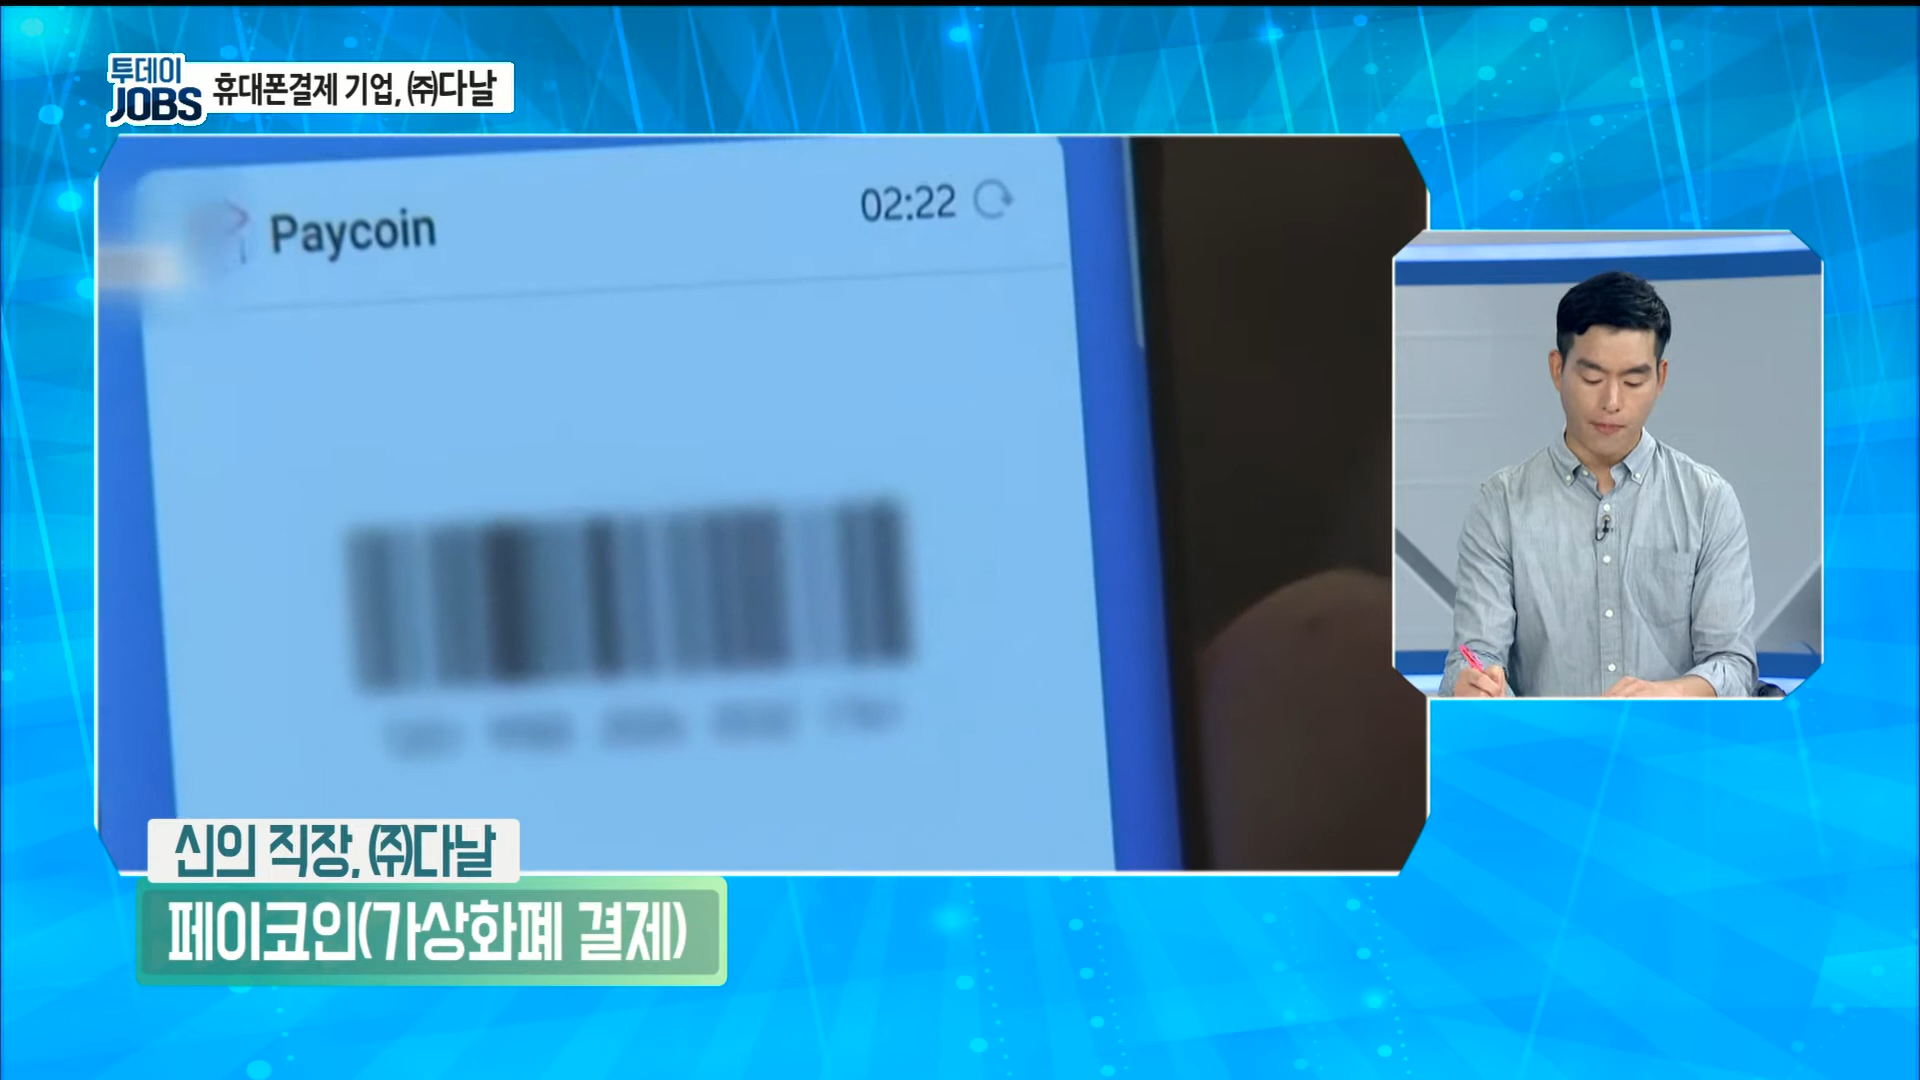 투데이
JOBS
휴대폰결제 기업, ㈜다날
Paycoin
02:22
신의 직장, ㈜다날
페이코인(가상화폐 결제)